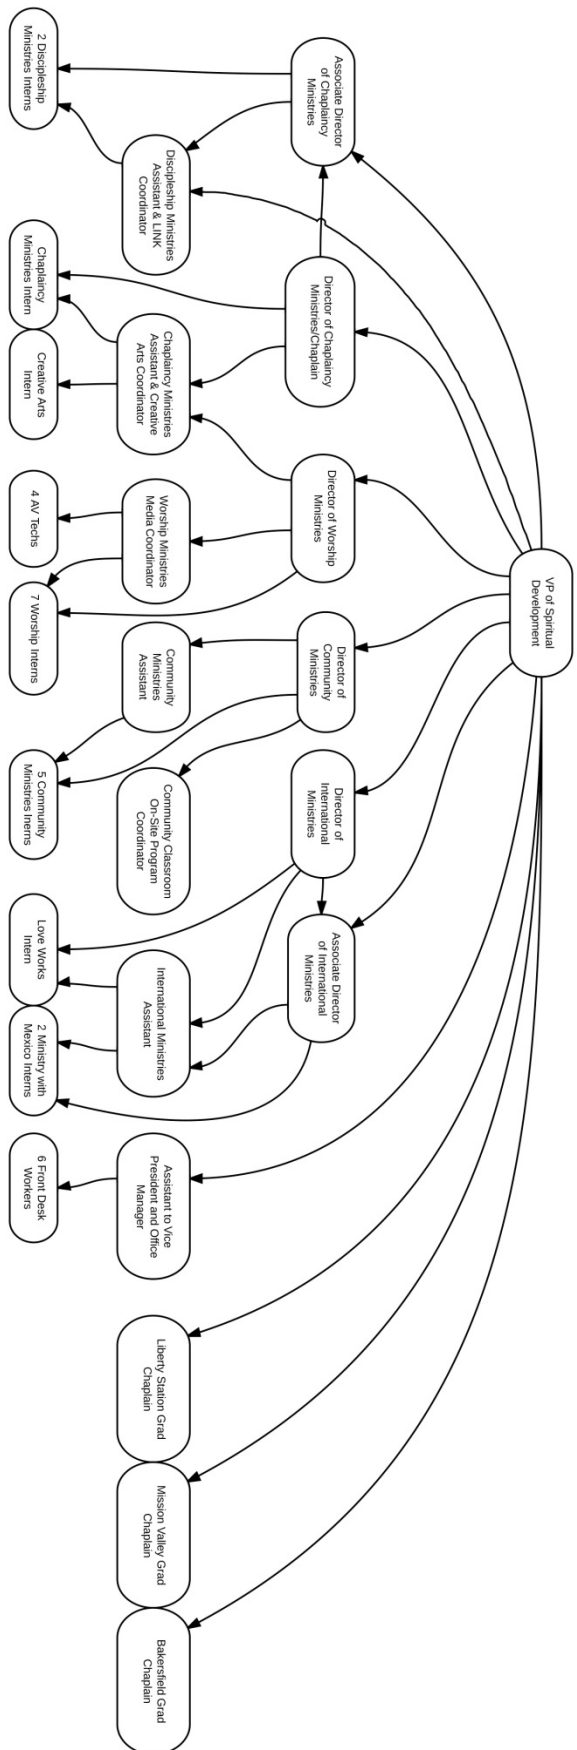 VP of Spiritual
Development
Associate Director
of Chaplaincy
Ministries
Director of Chaplaincy
Ministries/Chaplain
Director of Worship
Ministries
Director of
Community
Ministries
Director of
International
Ministries
Associate Director
of International
Ministries
Discipleship Ministries
Assistant & LINK
Coordinator
Chaplaincy Ministries
Assistant & Creative
Arts Coordinator
Worship Ministries
Media Coordinator
Community
Ministries
Assistant
Community Classroom
On-Site Program
Coordinator
International Ministries
Assistant
Assistant to Vice
President and Office
Manager
Liberty Station Grad
Chaplain
Mission Valley Grad
Chaplain
Bakersfield Grad
Chaplain
2 Discipleship
Ministries Interns
Chaplaincy
Ministries Intern
Creative Arts
Intern
4 AV Techs
7 Worship Interns
5 Community
Ministries Inerns
Love Works
Intern
2 Ministry with
Mexico Interns
6 Front Desk
Workers